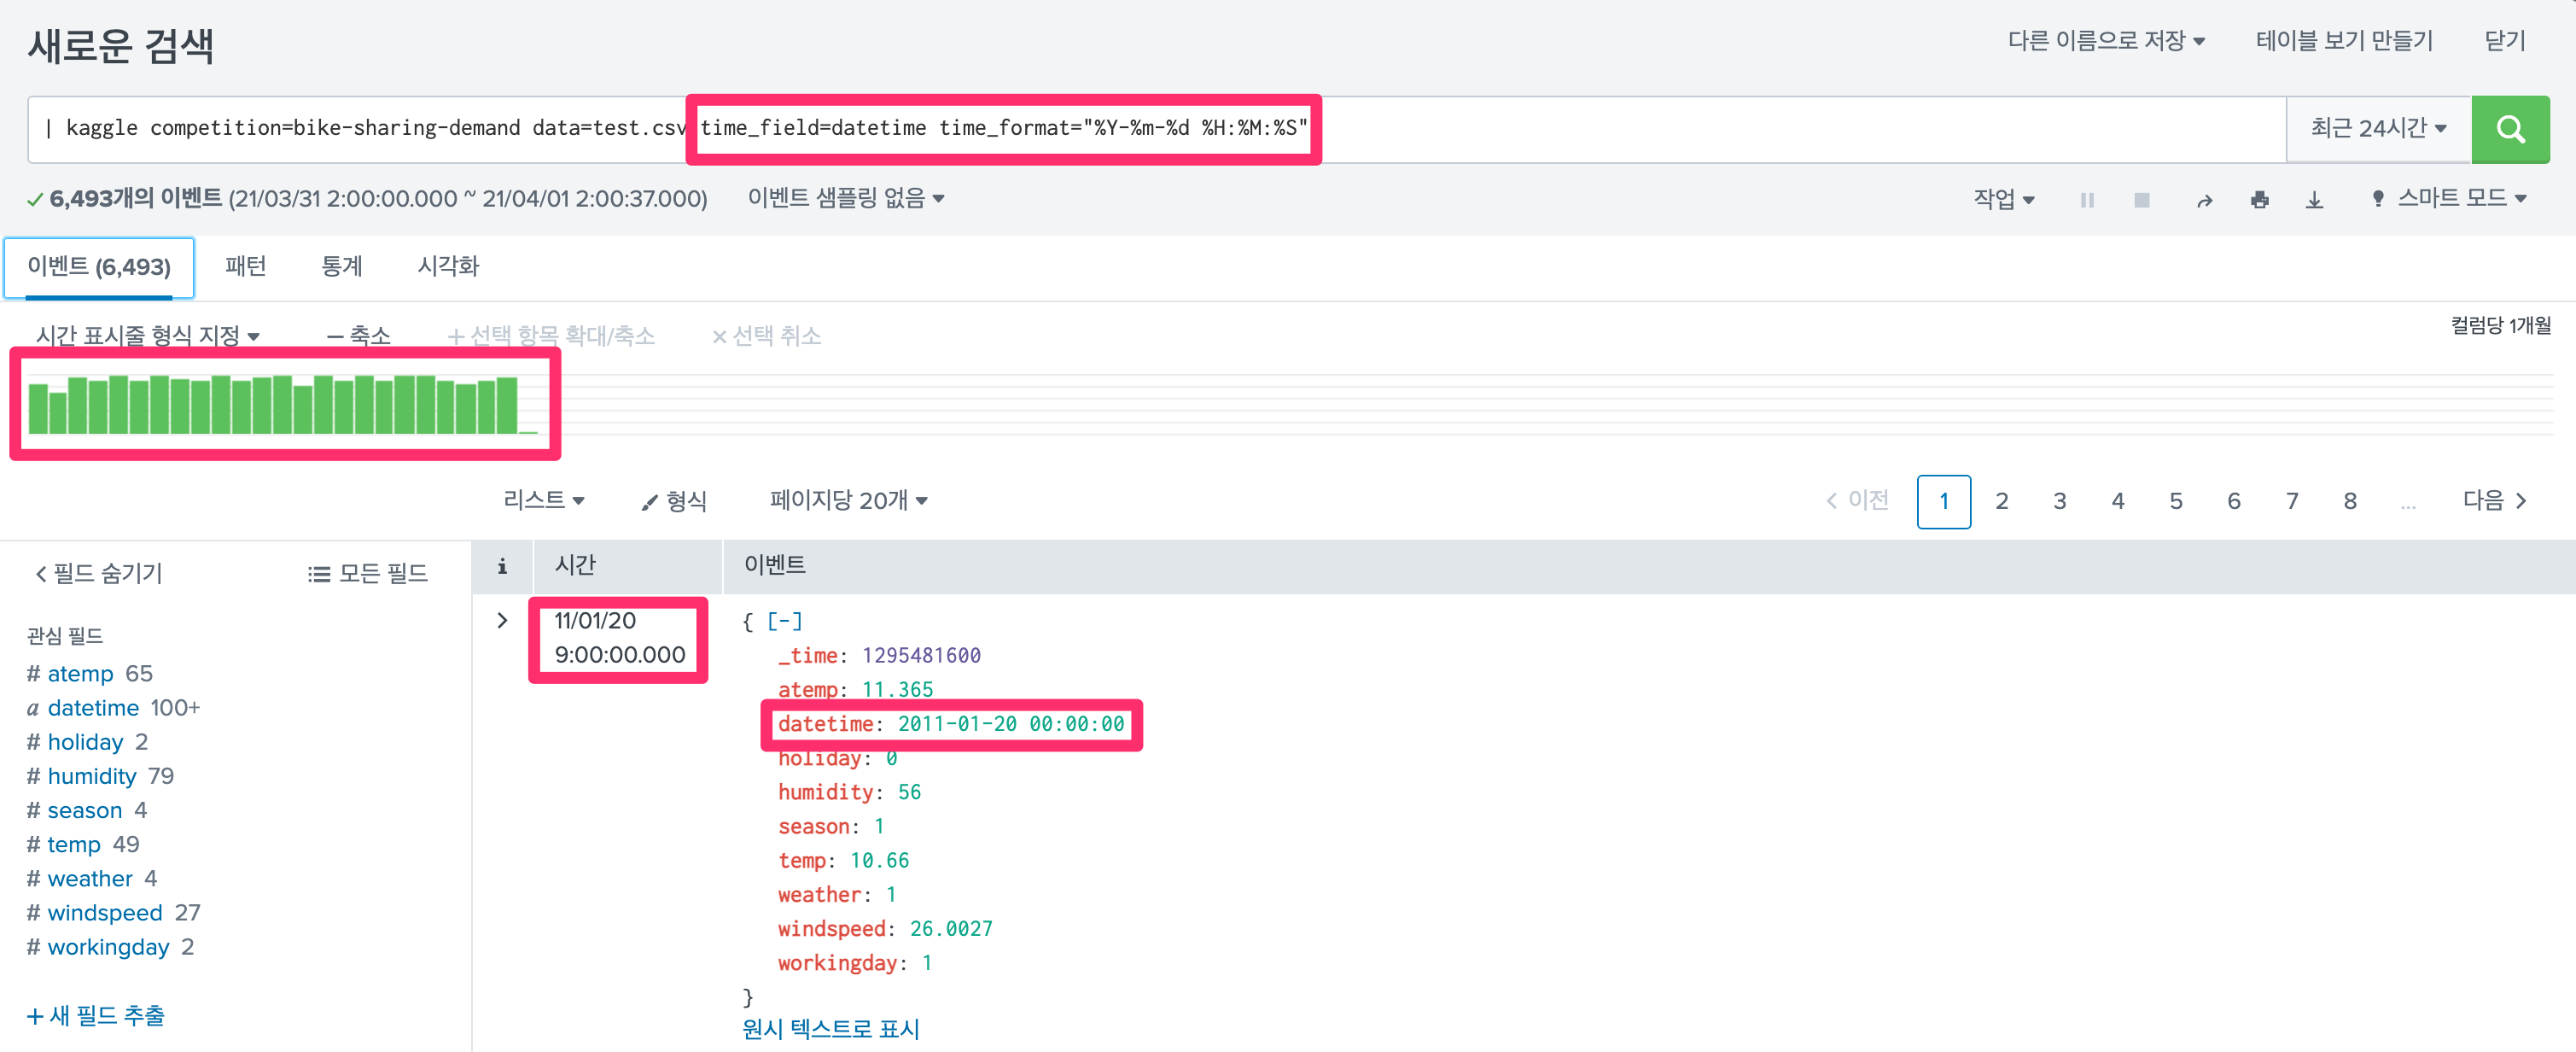 새로운 검색
다른 이름으로 저장
테이블 보기 만들기
닫기
| kaggle competition=bike-sharing-demand data=test.csv time_field=datetime time_format="%Y-%m-%d %H:%M:%S"
최근 24시간
6,493개의 이벤트 (21/03/31 2:00:00.000 ~ 21/04/01 2:00:37.000)
이벤트 샘플링 없음
작업
스마트 모드
이벤트 (6,493)
패턴
통계
시각화
시간 표시줄 형식 지정
— 축소
+ 선택 항목 확대/축소
× 선택 취소
컬럼당 1개월
리스트
형식
페이지당 20개
< 이전
1
2
3
4
5
6
7
8
...
다음 >
< 필드 숨기기
모든 필드
i
시간
이벤트
관심 필드
# atemp 65
a datetime 100+
# holiday 2
# humidity 79
# season 4
# temp 49
# weather 4
# windspeed 27
# workingday 2
+ 새 필드 추출
>
11/01/20
9:00:00.000
{ [-]
_time: 1295481600
atemp: 11.365
datetime: 2011-01-20 00:00:00
holiday: 0
humidity: 56
season: 1
temp: 10.66
weather: 1
windspeed: 26.0027
workingday: 1
}
원시 텍스트로 표시